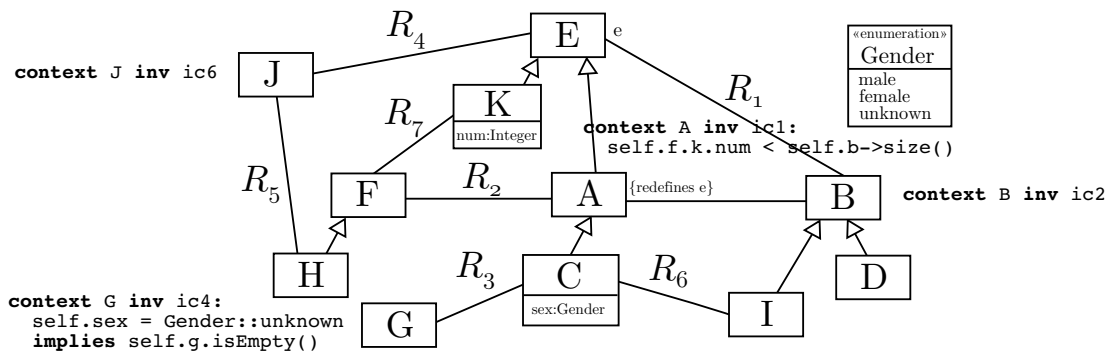 R4
E
e
«enumeration»
Gender
male
female
unknown
context J inv ic6
J
K
num:Integer
R1
R7
context A inv ic1:
self.f.k.num < self.b->size()
R5
F
R2
A
{redefines e}
B
context B inv ic2
H
R3
C
sex:Gender
R6
D
context G inv ic4:
self.sex = Gender::unknown
implies self.g.isEmpty()
G
I